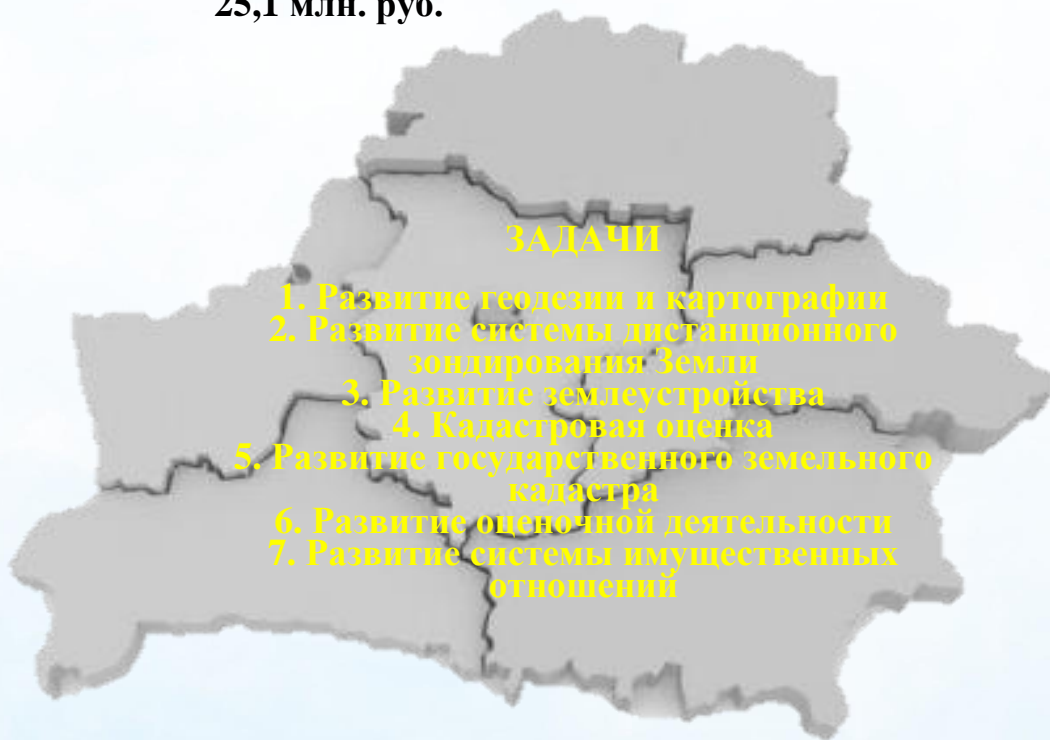 25,1 млн. руб.
ЗАДАЧИ
1. Развитие геодезии и картографии
2. Развитие системы дистанционного
зондирования Земли
3. Развитие землеустройства
4. Кадастровая оценка
5. Развитие государственного земельного
кадастра
6. Развитие оценочной деятельности
7. Развитие системы имущественных
отношений